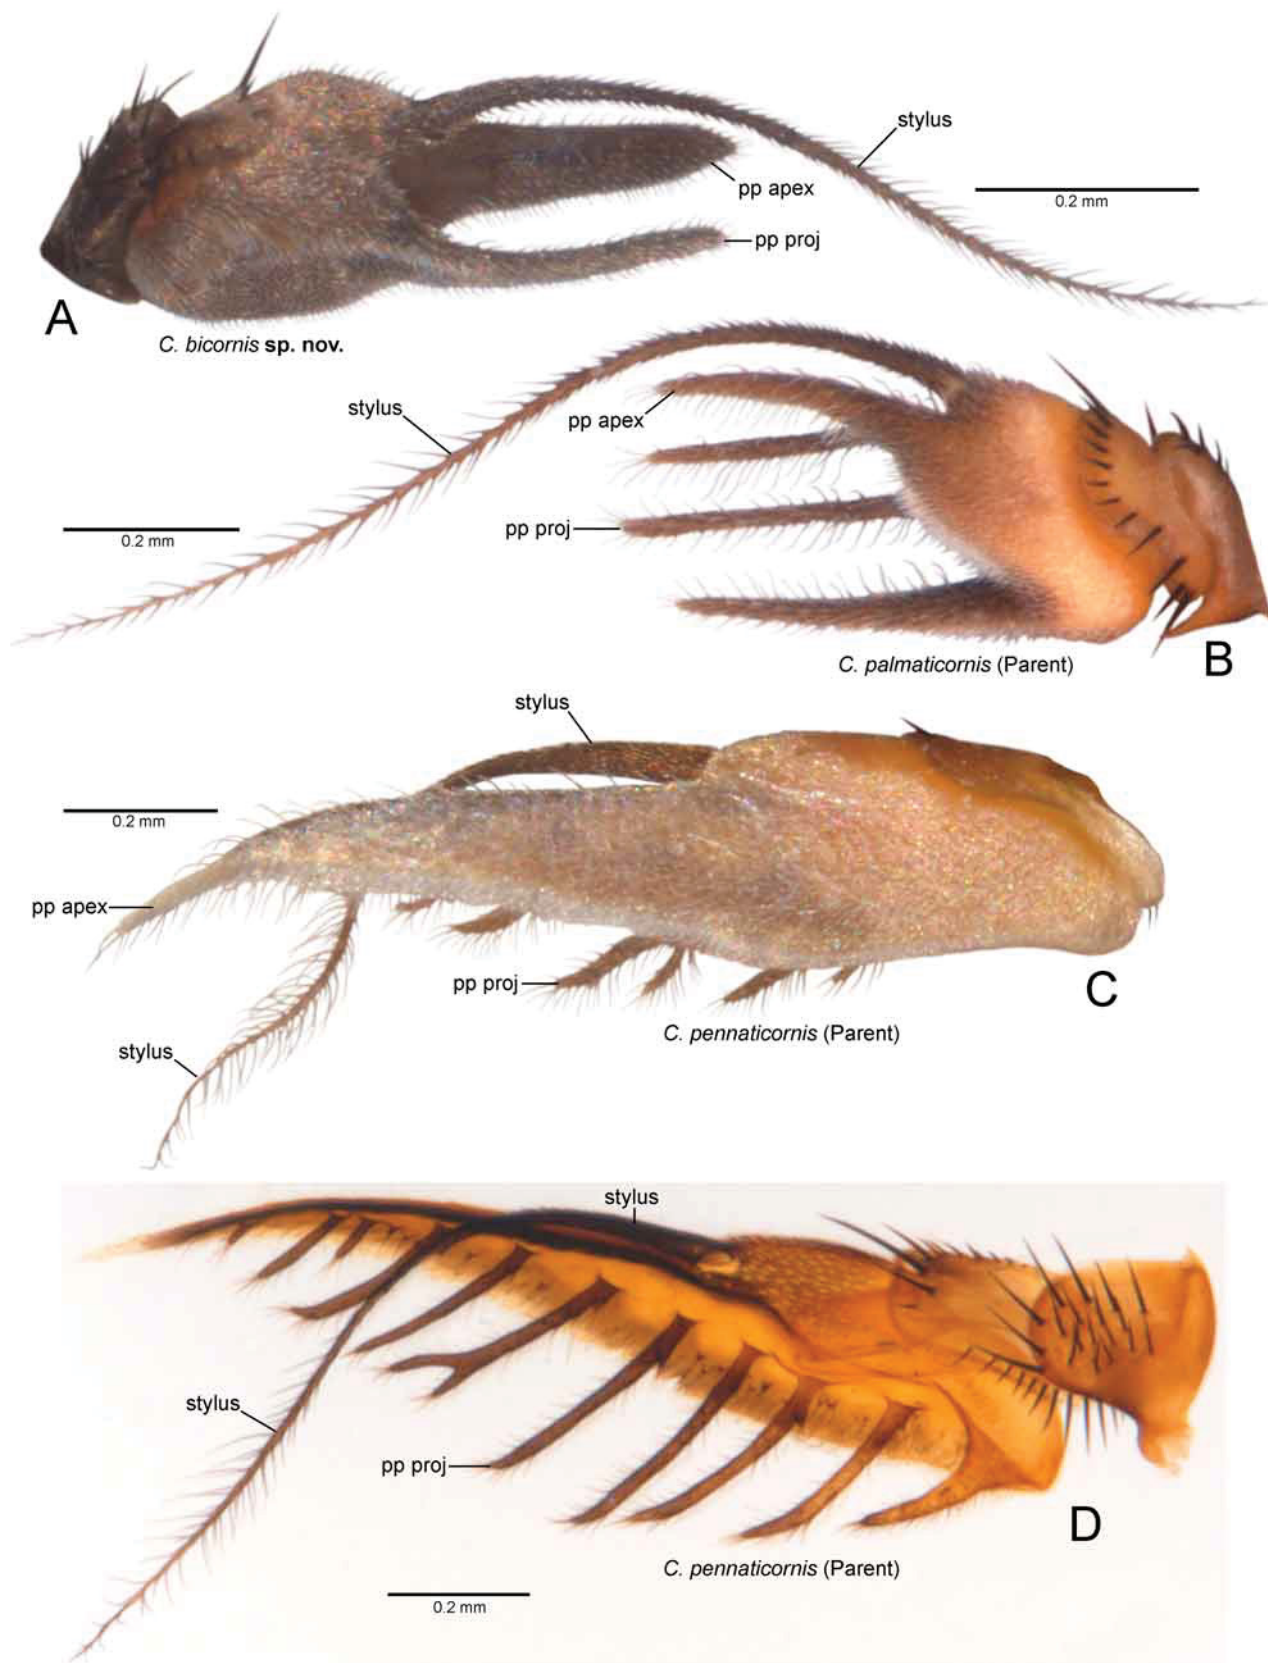 stylus
pp apex
0.2 mm
pp proj
A
C. bicornis sp. nov.
stylus
pp apex
pp proj
0.2 mm
C. palmaticornis (Parent)
B
stylus
0.2 mm
pp apex
pp proj
C
C. pennaticornis (Parent)
stylus
stylus
stylus
pp proj
D
C. pennaticornis (Parent)
0.2 mm